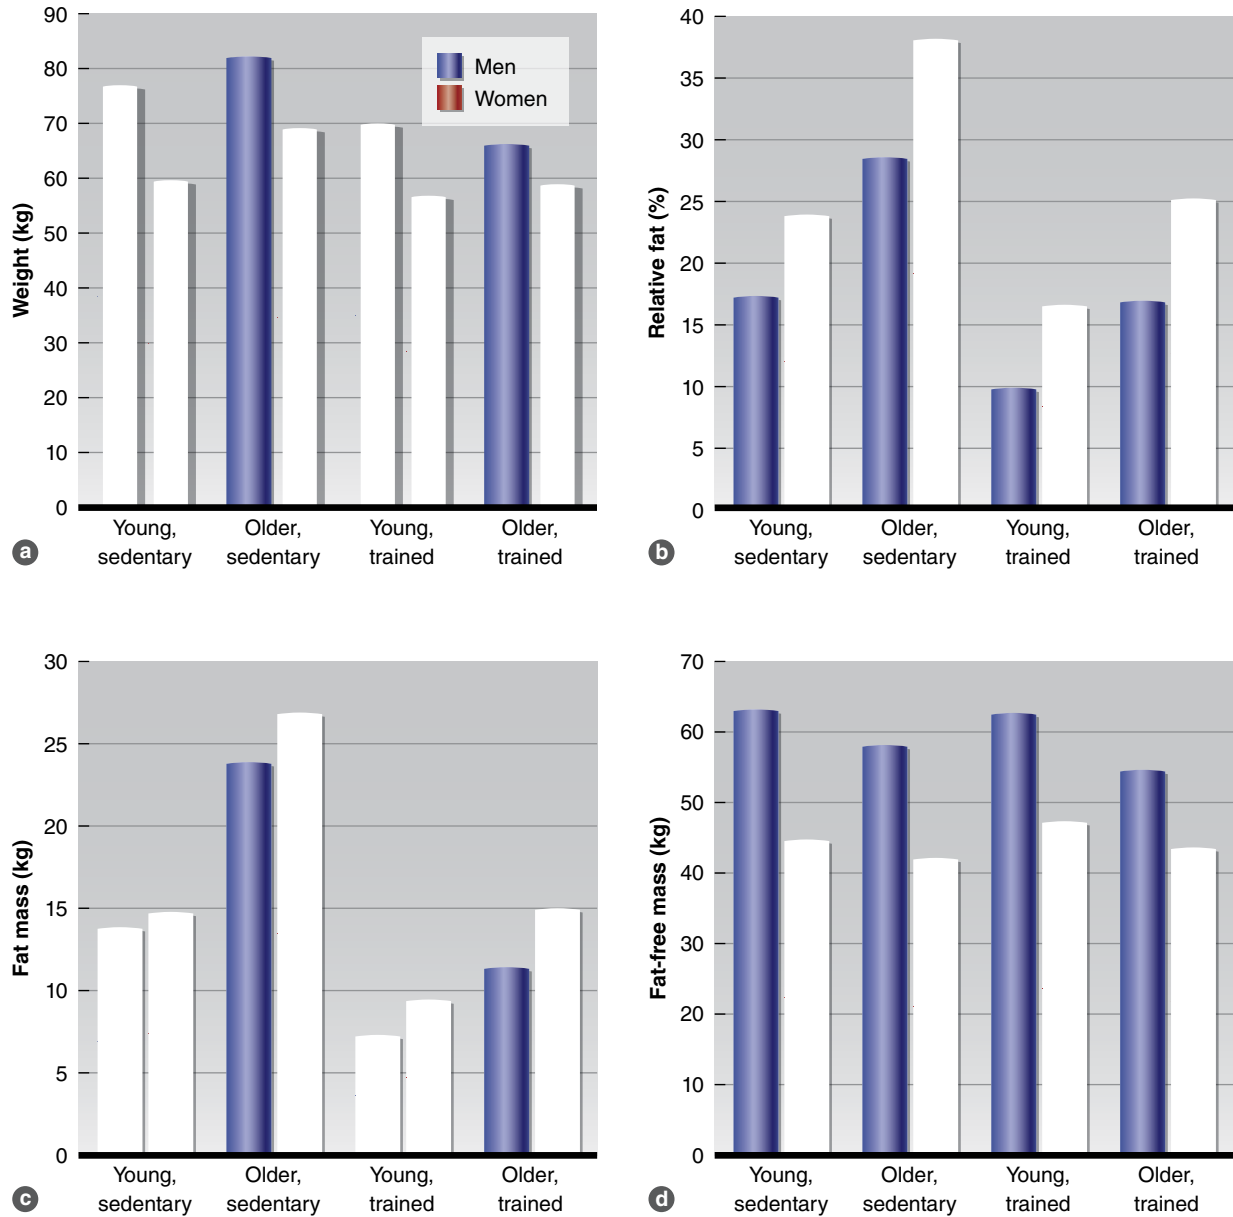 90
80
70
60
50
40
30
20
10
0
Weight (kg)
Men
Women
Young,
sedentary
Older,
sedentary
Young,
trained
Older,
trained
a
40
35
30
25
20
15
10
5
0
Relative fat (%)
Young,
sedentary
Older,
sedentary
Young,
trained
Older,
trained
b
30
25
20
15
10
5
0
Fat mass (kg)
Young,
sedentary
Older,
sedentary
Young,
trained
Older,
trained
c
70
60
50
40
30
20
10
0
Fat-free mass (kg)
Young,
sedentary
Older,
sedentary
Young,
trained
Older,
trained
d